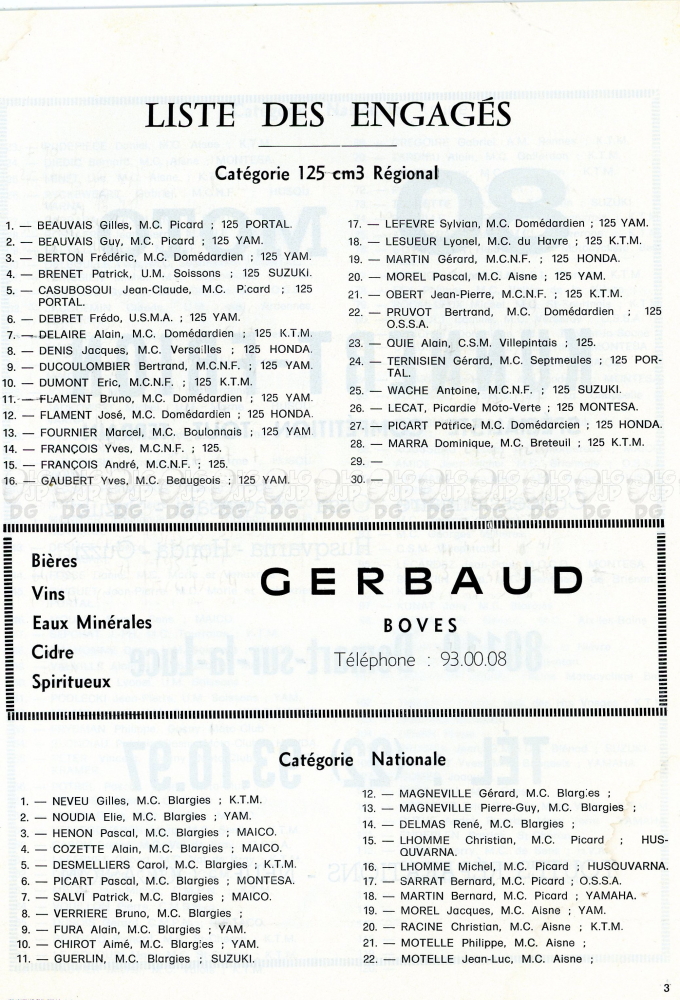 LISTE DES ENGAGÉS
Catégorie 125 cm3 Régional
1. — BEAUVAIS Gilles, M.C. Picard ; 125 PORTAL.
2. — BEAUVAIS Guy, M.C. Picard ; 125 YAM.
3. — BERTON Frédéric, M.C. Domédardien ; 125 YAM.
4. — BRENET Patrick, U.M. Soissons ; 125 SUZUKI.
5. — CASUBOSQUI Jean-Claude, M.C. Picard ; 125
PORTAL.
6. — DEBRET Frédo, U.S.M.A. ; 125 YAM.
7. — DELAIRE Alain, M.C. Domédardien ; 125 K.T.M.
8. — DENIS Jacques, M.C. Versailles ; 125 HONDA.
9. — DUCOULOMBIER Bertrand, M.C.N.F. ; 125 YAM.
10. — DUMONT Eric, M.C.N.F. ; 125 K.T.M.
11. — FLAMENT Bruno, M.C. Domédardien ; 125 YAM.
12. — FLAMENT José, M.C. Domédardien ; 125 HONDA.
13. — FOURNIER Marcel, M.C. Boulonnais ; 125 YAM.
14. — FRANÇOIS Yves, M.C.N.F. ; 125.
15. — FRANÇOIS André, M.C.N.F. ; 125.
16. — GAUBERT Yves, M.C. Beaugeois ; 125 YAM.
17. — LEFEVRE Sylvian, M.C. Domédardien ; 125 YAM.
18. — LESUEUR Lyonel, M.C. du Havre ; 125 K.T.M.
19. — MARTIN Gérard, M.C.N.F. ; 125 HONDA.
20. — MOREL Pascal, M.C. Aisne ; 125 YAM.
21. — OBERT Jean-Pierre, M.C.N.F. ; 125 K.T.M.
22. — PRUVOT Bertrand, M.C. Domédardien ; 125
O.S.S.A.
23. — QUIE Alain, C.S.M. Villepintais ; 125.
24. — TERNISIEN Gérard, M.C. Septmeules ; 125 POR-
TAL.
25. — WACHE Antoine, M.C.N.F. ; 125 SUZUKI.
26. — LECAT, Picardie Moto-Verte ; 125 MONTESA.
27. — PICART Patrice, M.C. Domédarcien ; 125 HONDA.
28. — MARRA Dominique, M.C. Breteuil ; 125 K.T.M.
29. —
30. —
Bières
Vins
Eaux Minérales
Cidre
Spiritueux
GERBAUD
BOVES
Téléphone : 93.00.08
Catégorie Nationale
1. — NEVEU Gilles, M.C. Blargies ; K.T.M.
2. — NOUDIA Elie, M.C. Blargies ; YAM.
3. — HENON Pascal, M.C. Blargies ; MAICO.
4. — COZETTE Alain, M.C. Blargies ; MAICO.
5. — DESMELLIERS Carol, M.C. Blargies ; K.T.M.
6. — PICART Pascal, M.C. Blargies ; MONTESA.
7. — SALVI Patrick, M.C. Blargies ; MAICO.
8. — VERRIERE Bruno, M.C. Blargies ;
9. — FURA Alain, M.C. Blargies ; YAM.
10. — CHIROT Aimé, M.C. Blargies ; YAM.
11. — GUERLIN, M.C. Blargies ; SUZUKI.
12. — MAGNEVILLE Gérard, M.C. Blargies ;
13. — MAGNEVILLE Pierre-Guy, M.C. Blargies ;
14. — DELMAS René, M.C. Blargies ;
15. — LHOMME Christian, M.C. Picard ; HUS-
QUVARNA.
16. — LHOMME Michel, M.C. Picard ; HUSQUVARNA.
17. — SARRAT Bernard, M.C. Picard ; O.S.S.A.
18. — MARTIN Bernard, M.C. Picard ; YAMAHA.
19. — MOREL Jacques, M.C. Aisne ; YAM.
20. — RACINE Christian, M.C. Aisne ; K.T.M.
21. — MOTELLE Philippe, M.C. Aisne ;
22. — MOTELLE Jean-Luc, M.C. Aisne ;
3